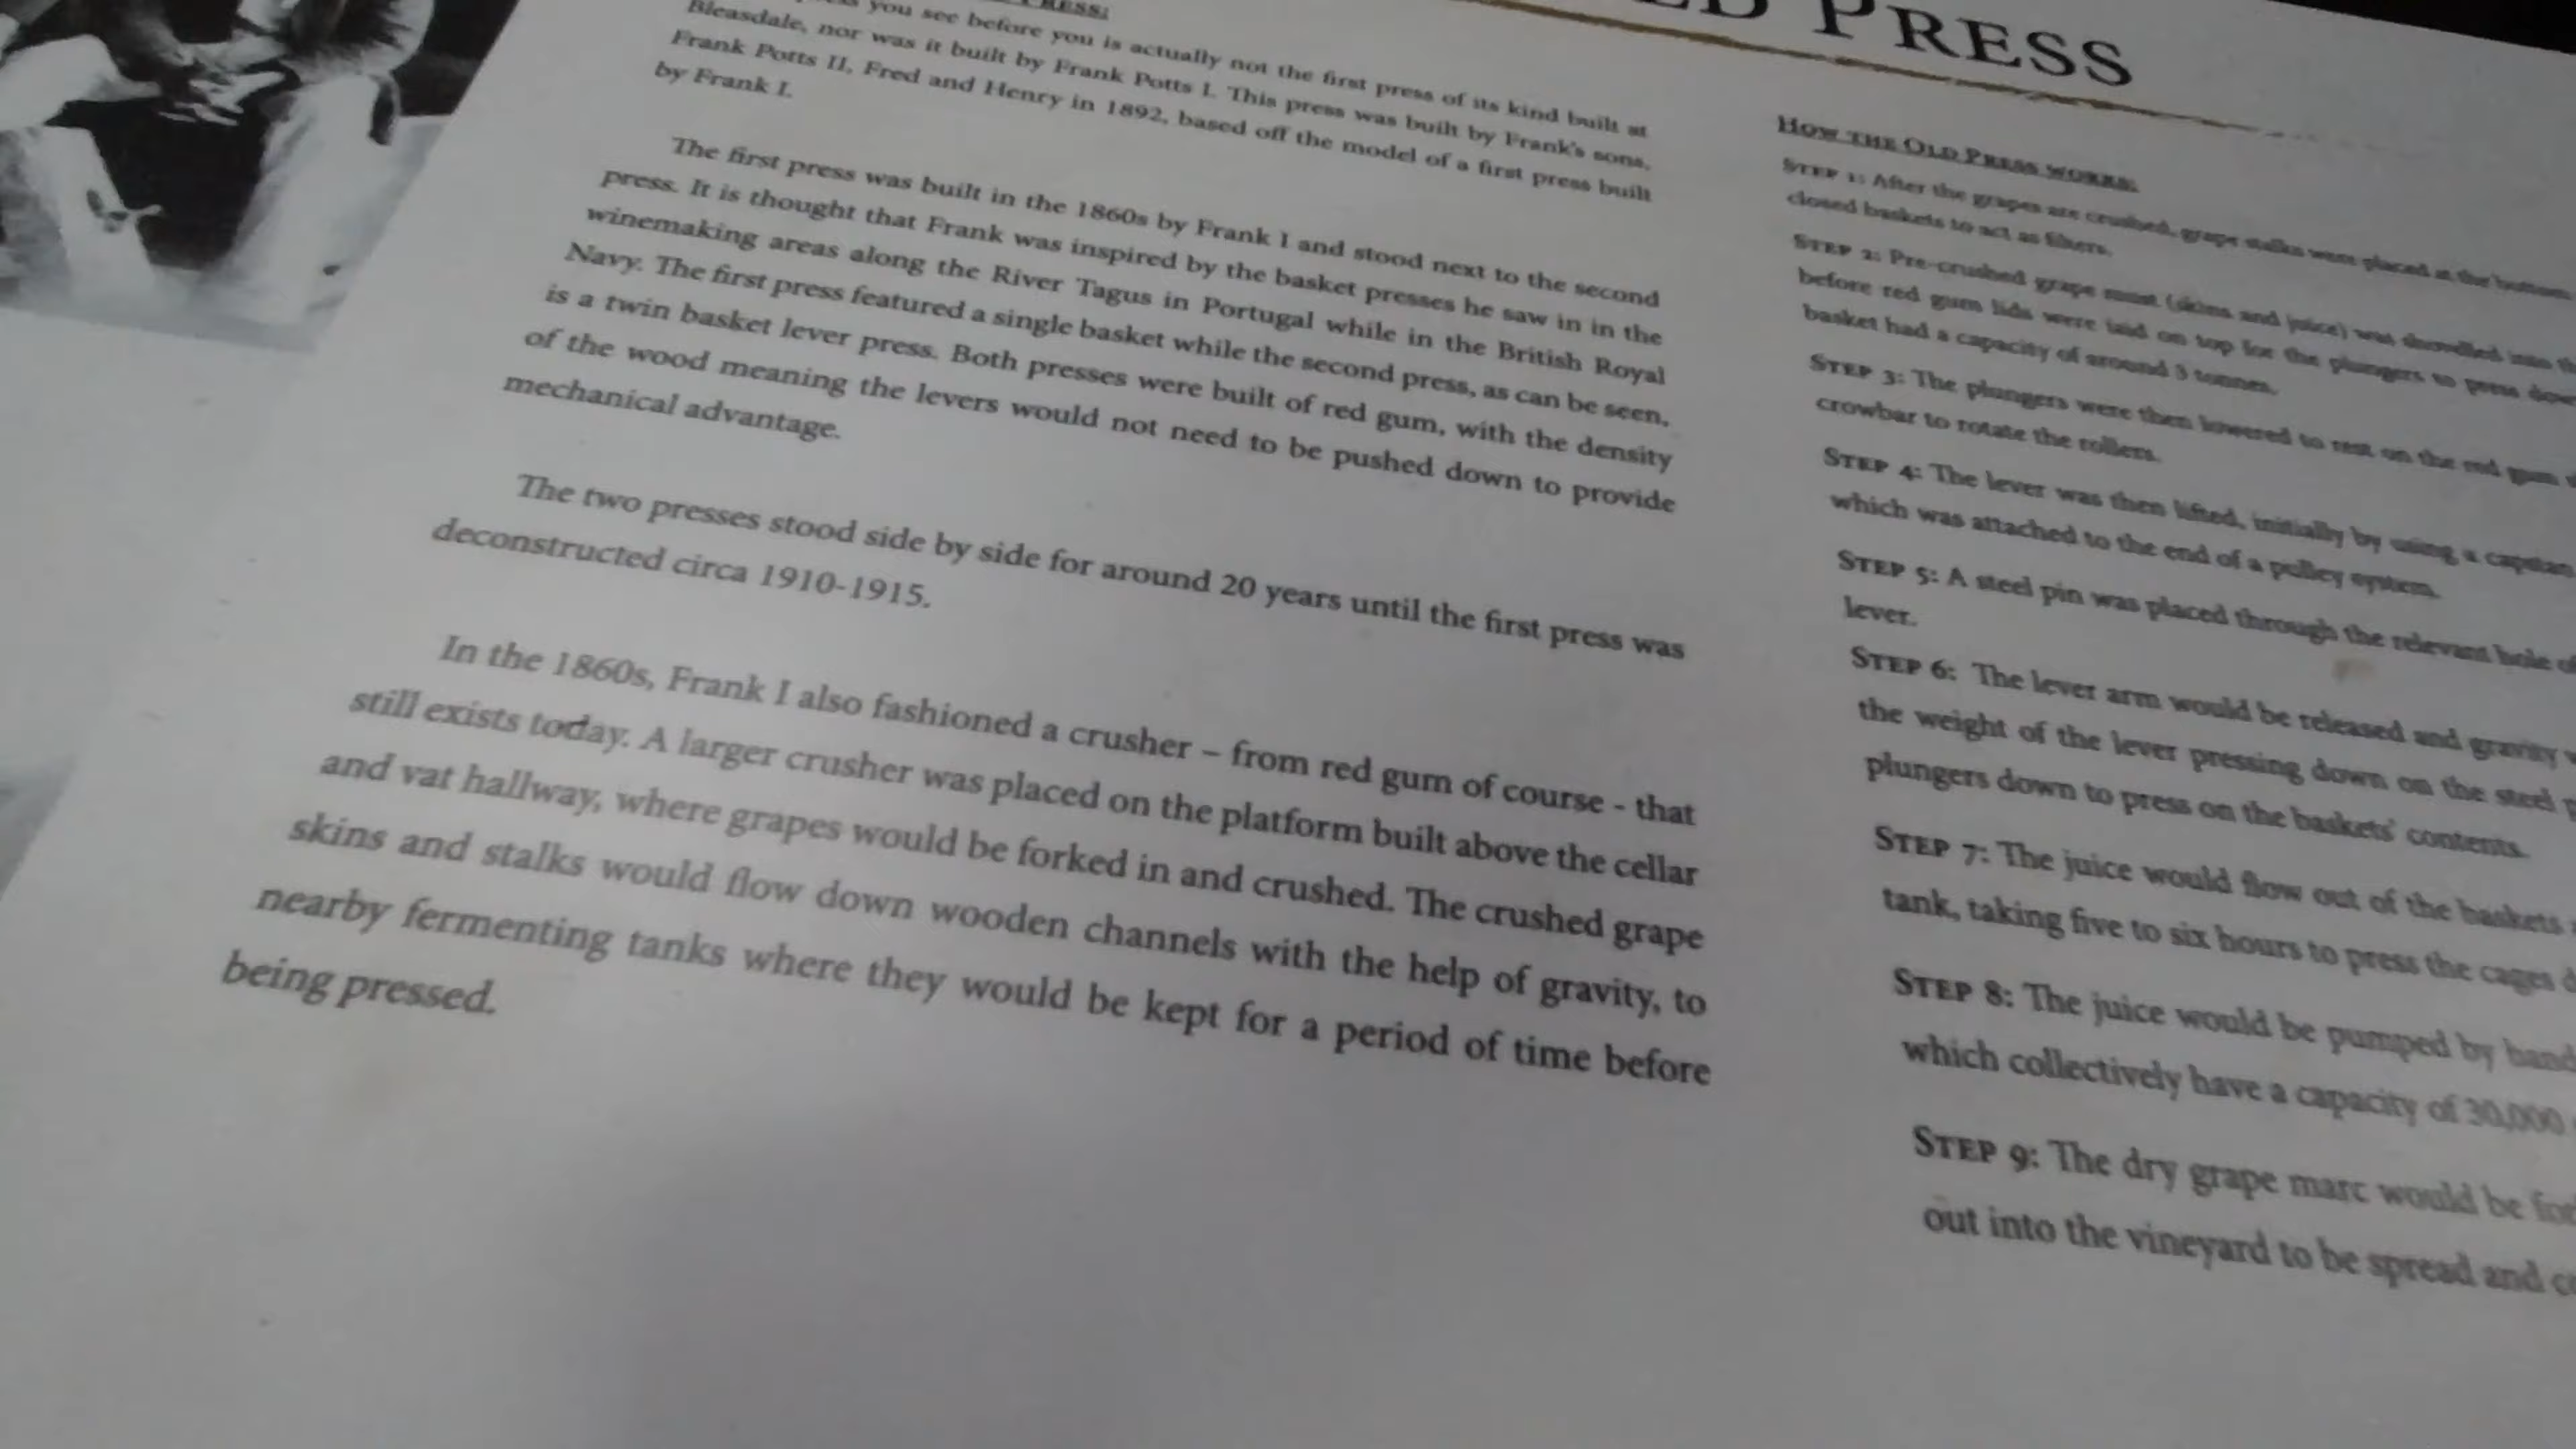 PRESS
PRESS:
you see before you is actually not the first press of its kind built at
Bleasdale, nor was it built by Frank Potts I. This press was built by Frank's sons,
Frank Potts II, Fred and Henry in 1892, based off the model of a first press built
by Frank I.
The first press was built in the 1860s by Frank I and stood next to the second
press. It is thought that Frank was inspired by the basket presses he saw in in the
winemaking areas along the River Tagus in Portugal while in the British Royal
Navy. The first press featured a single basket while the second press, as can be seen,
is a twin basket lever press. Both presses were built of red gum, with the density
of the wood meaning the levers would not need to be pushed down to provide
mechanical advantage.
The two presses stood side by side for around 20 years until the first press was
deconstructed circa 1910-1915.
In the 1860s, Frank I also fashioned a crusher – from red gum of course - that
still exists today. A larger crusher was placed on the platform built above the cellar
and vat hallway, where grapes would be forked in and crushed. The crushed grape
skins and stalks would flow down wooden channels with the help of gravity, to
nearby fermenting tanks where they would be kept for a period of time before
being pressed.
HOW THE OLD PRESS WORKS:
STEP 1: After the grapes are crushed, grape stalks were placed at the bottom
closed baskets to act as filters.
STEP 2: Pre-crushed grape must (skins and juice) was shovelled into
before red gum lids were laid on top for the plungers to press
basket had a capacity of around 3 tonnes.
STEP 3: The plungers were then lowered to rest on the red gum
crowbar to rotate the rollers.
STEP 4: The lever was then lifted, initially by using a capstan
which was attached to the end of a pulley system.
STEP 5: A steel pin was placed through the relevant hole
lever.
STEP 6: The lever arm would be released and gravity
the weight of the lever pressing down on the steel
plungers down to press on the baskets' contents.
STEP 7: The juice would flow out of the baskets
tank, taking five to six hours to press the cages
STEP 8: The juice would be pumped by hand
which collectively have a capacity of 30,000
STEP 9: The dry grape marc would be
out into the vineyard to be spread and